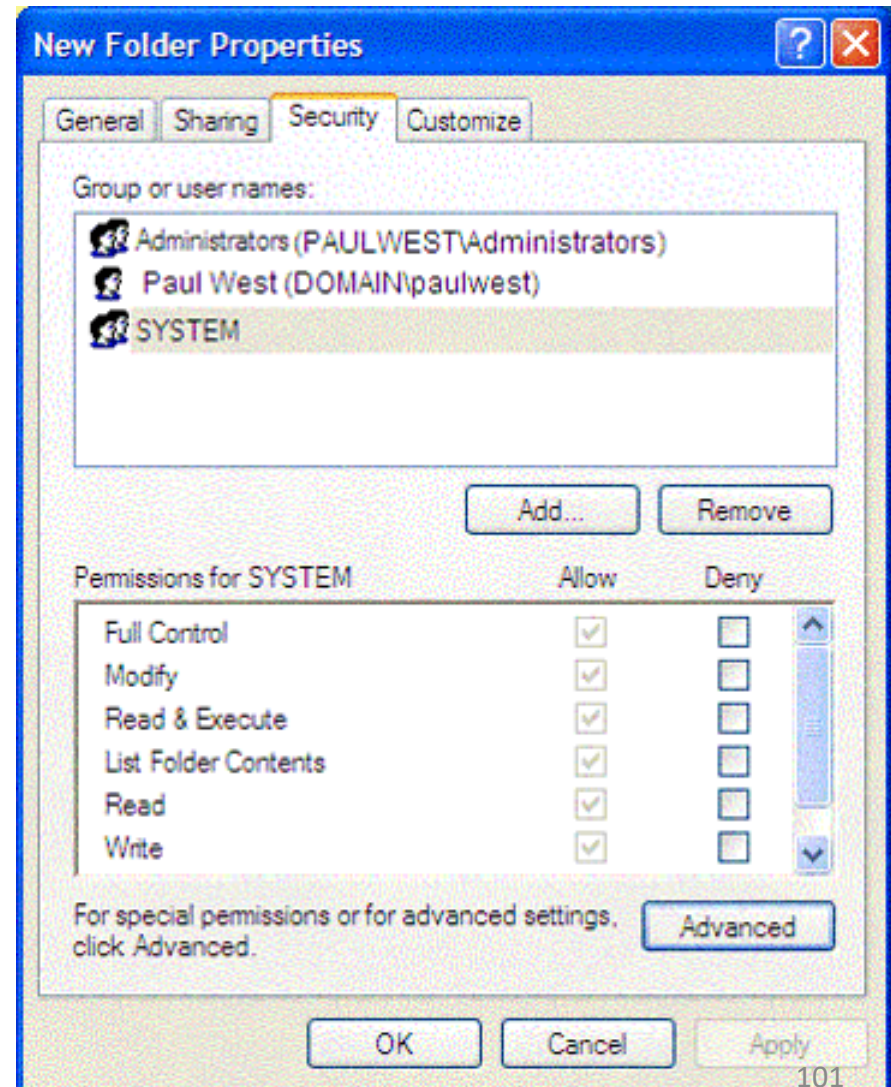 New Folder Properties
General Sharing Security Customize
Group or user names:
Administrators (PAULWEST\Administrators)
Paul West (DOMAIN\paulwest)
SYSTEM
Add... Remove
Permissions for SYSTEM Allow Deny
Full Control
Modify
Read & Execute
List Folder Contents
Read
Write
For special permissions or for advanced settings,
click Advanced.
Advanced
OK Cancel Apply
101